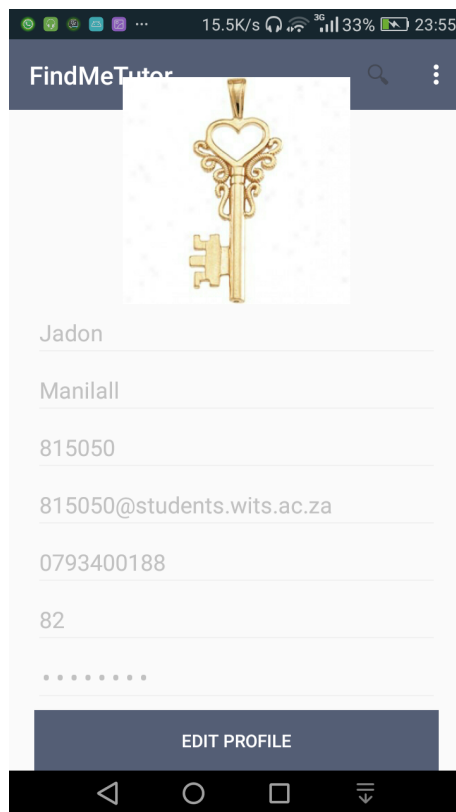 15.5K/s 3G 33% 23:55
FindMeTutor
Jadon
Manilall
815050
815050@students.wits.ac.za
0793400188
82
••••••••
EDIT PROFILE